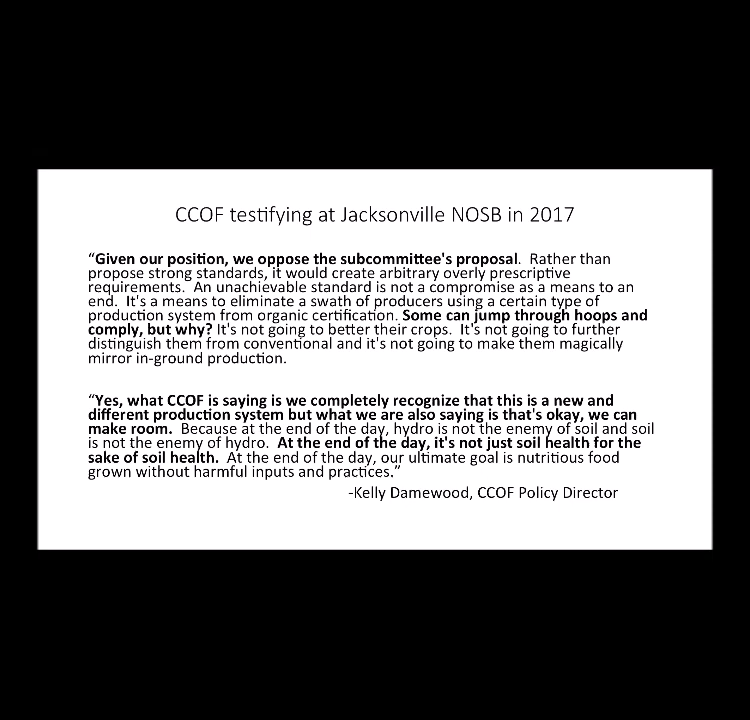 CCOF testifying at Jacksonville NOSB in 2017
“Given our position, we oppose the subcommittee's proposal. Rather than
propose strong standards, it would create arbitrary overly prescriptive
requirements. An unachievable standard is not a compromise as a means to an
end. It's a means to eliminate a swath of producers using a certain type of
production system from organic certification. Some can jump through hoops and
comply, but why? It's not going to better their crops. It's not going to further
distinguish them from conventional and it's not going to make them magically
mirror in-ground production.
“Yes, what CCOF is saying is we completely recognize that this is a new and
different production system but what we are also saying is that's okay, we can
make room. Because at the end of the day, hydro is not the enemy of soil and soil
is not the enemy of hydro. At the end of the day, it's not just soil health for the
sake of soil health. At the end of the day, our ultimate goal is nutritious food
grown without harmful inputs and practices.”
-Kelly Damewood, CCOF Policy Director